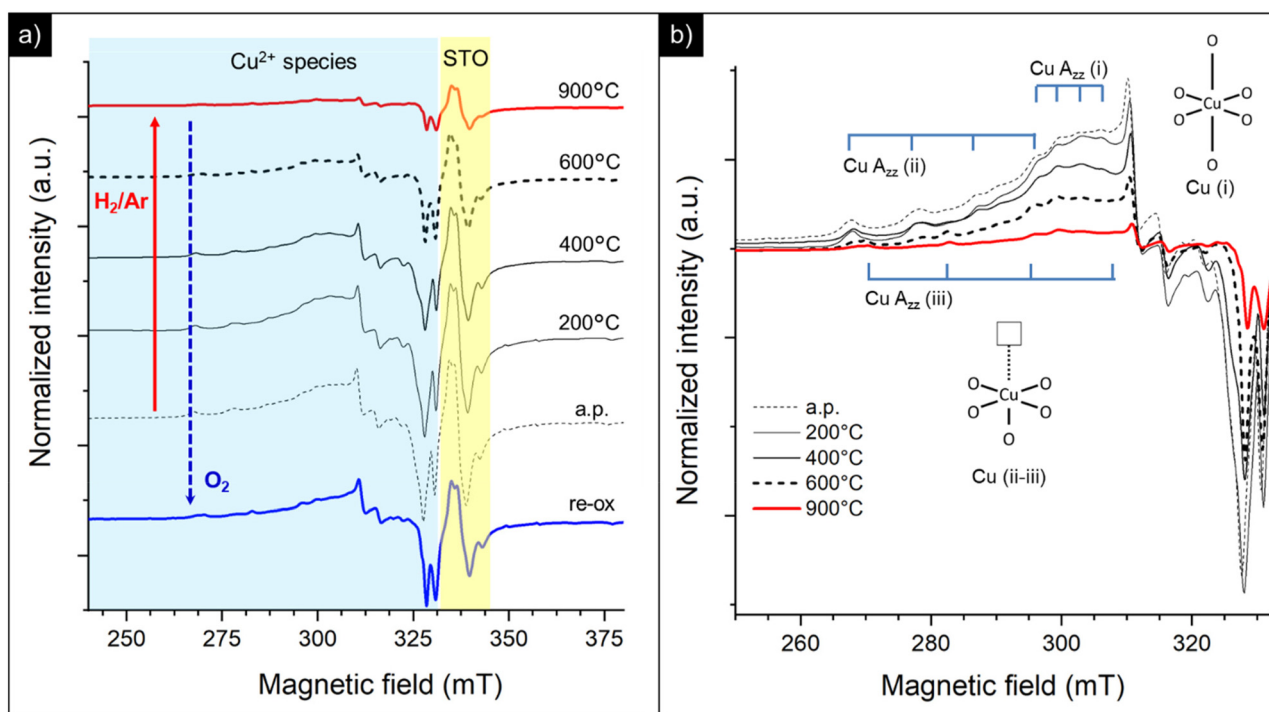 a)
Cu²⁺ species
STO
900°C
600°C
H₂/Ar
400°C
200°C
a.p.
O₂
re-ox
Normalized intensity (a.u.)
250 275 300 325 350 375
Magnetic field (mT)
b)
Cu A_zz (i)
Cu A_zz (ii)
O
O O
Cu
O O
O
Cu (i)
Cu A_zz (iii)
O O
Cu
O O
O
Cu (ii-iii)
a.p.
200°C
400°C
600°C
900°C
Normalized intensity (a.u.)
260 280 300 320
Magnetic field (mT)